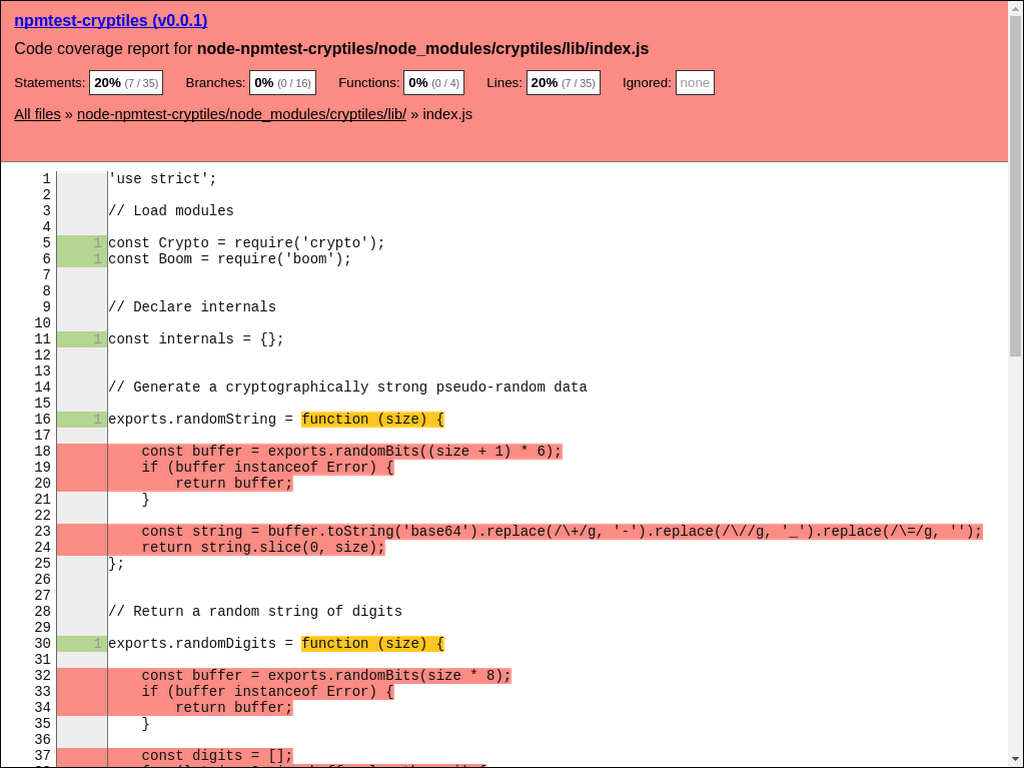 npmtest-cryptiles (v0.0.1)
Code coverage report for node-npmtest-cryptiles/node_modules/cryptiles/lib/index.js
Statements: 20% (7 / 35) Branches: 0% (0 / 16) Functions: 0% (0 / 4) Lines: 20% (7 / 35) Ignored: none
All files » node-npmtest-cryptiles/node_modules/cryptiles/lib/ » index.js
1 'use strict';
2
3 // Load modules
4
5 1 const Crypto = require('crypto');
6 1 const Boom = require('boom');
7
8
9 // Declare internals
10
11 1 const internals = {};
12
13
14 // Generate a cryptographically strong pseudo-random data
15
16 1 exports.randomString = function (size) {
17
18     const buffer = exports.randomBits((size + 1) * 6);
19     if (buffer instanceof Error) {
20         return buffer;
21     }
22
23     const string = buffer.toString('base64').replace(/\+/g, '-').replace(/\//g, '_').replace(/\=/g, '');
24     return string.slice(0, size);
25 };
26
27
28 // Return a random string of digits
29
30 1 exports.randomDigits = function (size) {
31
32     const buffer = exports.randomBits(size * 8);
33     if (buffer instanceof Error) {
34         return buffer;
35     }
36
37     const digits = [];